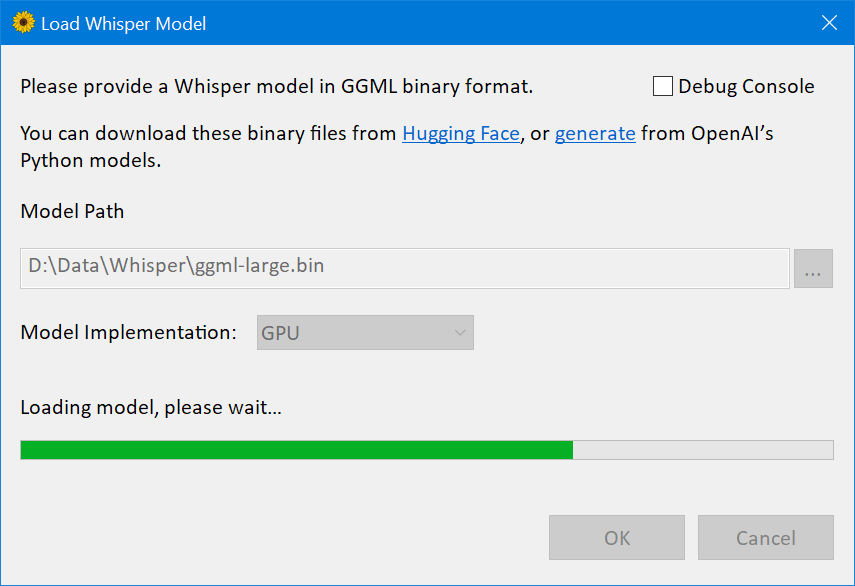 Load Whisper Model
Please provide a Whisper model in GGML binary format.
Debug Console
You can download these binary files from Hugging Face, or generate from OpenAI’s
Python models.
Model Path
D:\Data\Whisper\ggml-large.bin
...
Model Implementation:
GPU
Loading model, please wait...
OK
Cancel